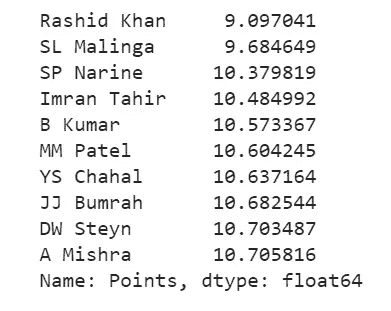 Rashid Khan 9.097041
SL Malinga 9.684649
SP Narine 10.379819
Imran Tahir 10.484992
B Kumar 10.573367
MM Patel 10.604245
YS Chahal 10.637164
JJ Bumrah 10.682544
DW Steyn 10.703487
A Mishra 10.705816
Name: Points, dtype: float64